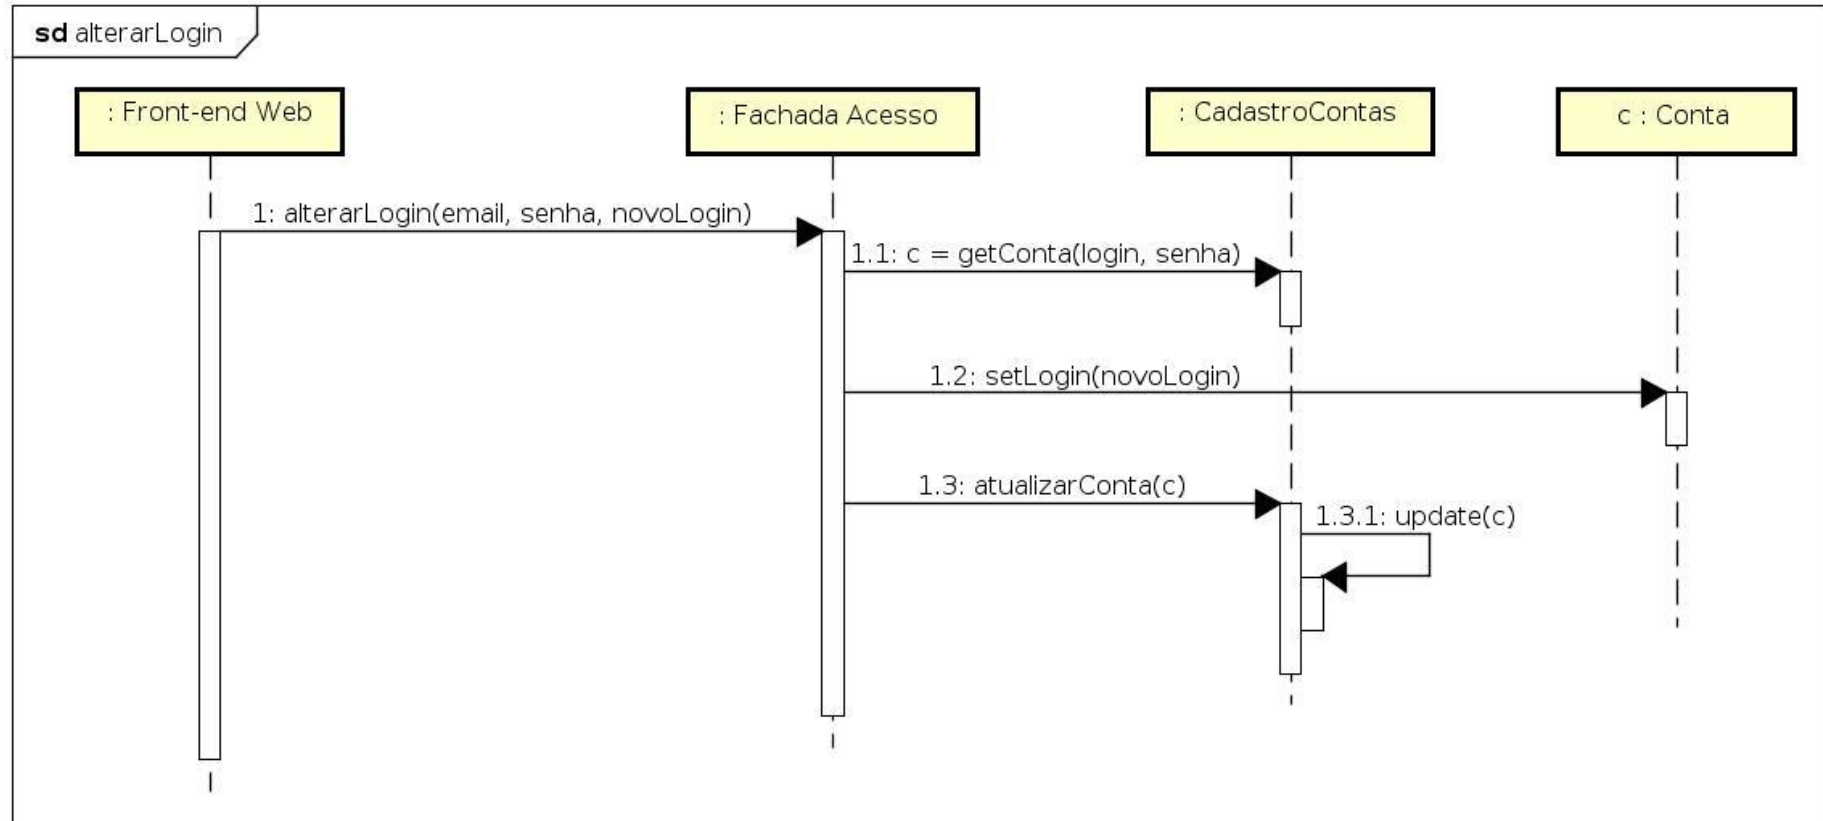 sd alterarLogin
: Front-end Web
: Fachada Acesso
: CadastroContas
c : Conta
1: alterarLogin(email, senha, novoLogin)
1.1: c = getConta(login, senha)
1.2: setLogin(novoLogin)
1.3: atualizarConta(c)
1.3.1: update(c)